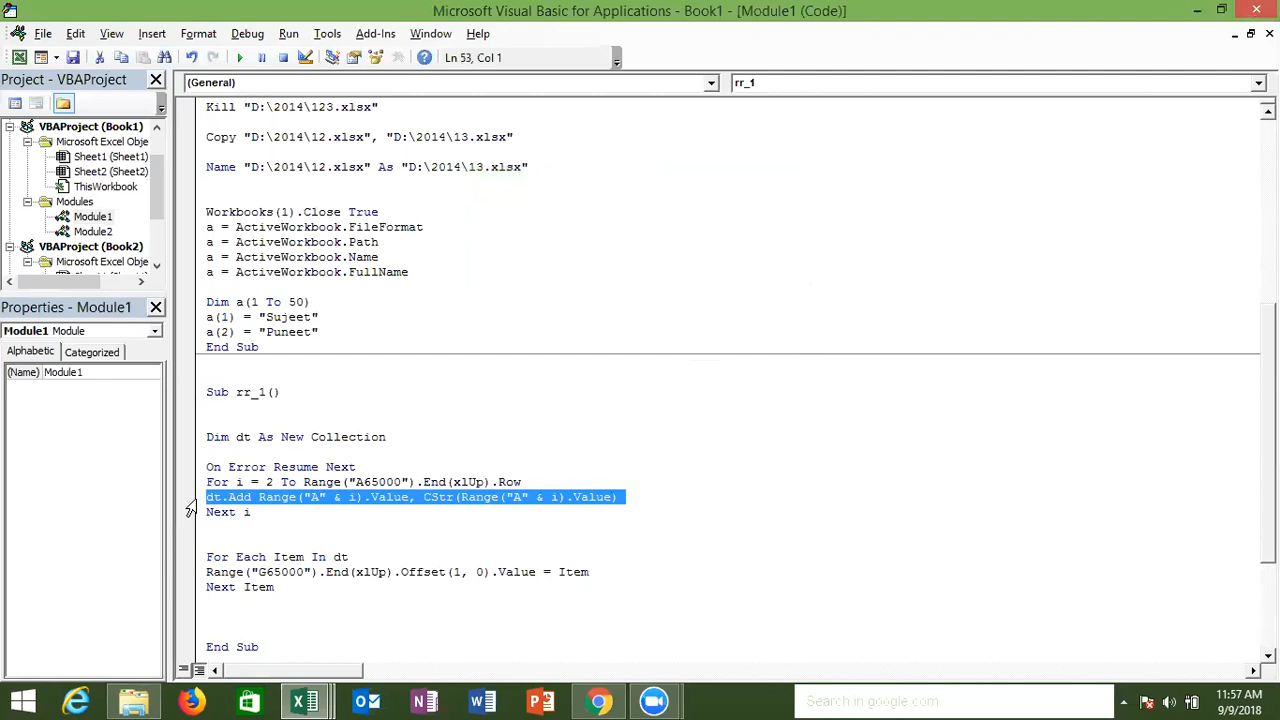 Microsoft Visual Basic for Applications - Book1 - [Module1 (Code)]
File Edit View Insert Format Debug Run Tools Add-Ins Window Help
Ln 53, Col 1
Project - VBAProject
(General) rr_1
VBAProject (Book1)
Microsoft Excel Obje
Sheet1 (Sheet1)
Sheet2 (Sheet2)
ThisWorkbook
Modules
Module1
Module2
VBAProject (Book2)
Microsoft Excel Obje
Properties - Module1
Module1 Module
Alphabetic Categorized
(Name) Module1
Kill "D:\2014\123.xlsx"
Copy "D:\2014\12.xlsx", "D:\2014\13.xlsx"
Name "D:\2014\12.xlsx" As "D:\2014\13.xlsx"
Workbooks(1).Close True
a = ActiveWorkbook.FileFormat
a = ActiveWorkbook.Path
a = ActiveWorkbook.Name
a = ActiveWorkbook.FullName
Dim a(1 To 50)
a(1) = "Sujeet"
a(2) = "Puneet"
End Sub
Sub rr_1()
Dim dt As New Collection
On Error Resume Next
For i = 2 To Range("A65000").End(xlUp).Row
dt.Add Range("A" & i).Value, CStr(Range("A" & i).Value)
Next i
For Each Item In dt
Range("G65000").End(xlUp).Offset(1, 0).Value = Item
Next Item
End Sub
Search in google.com
11:57 AM
9/9/2018